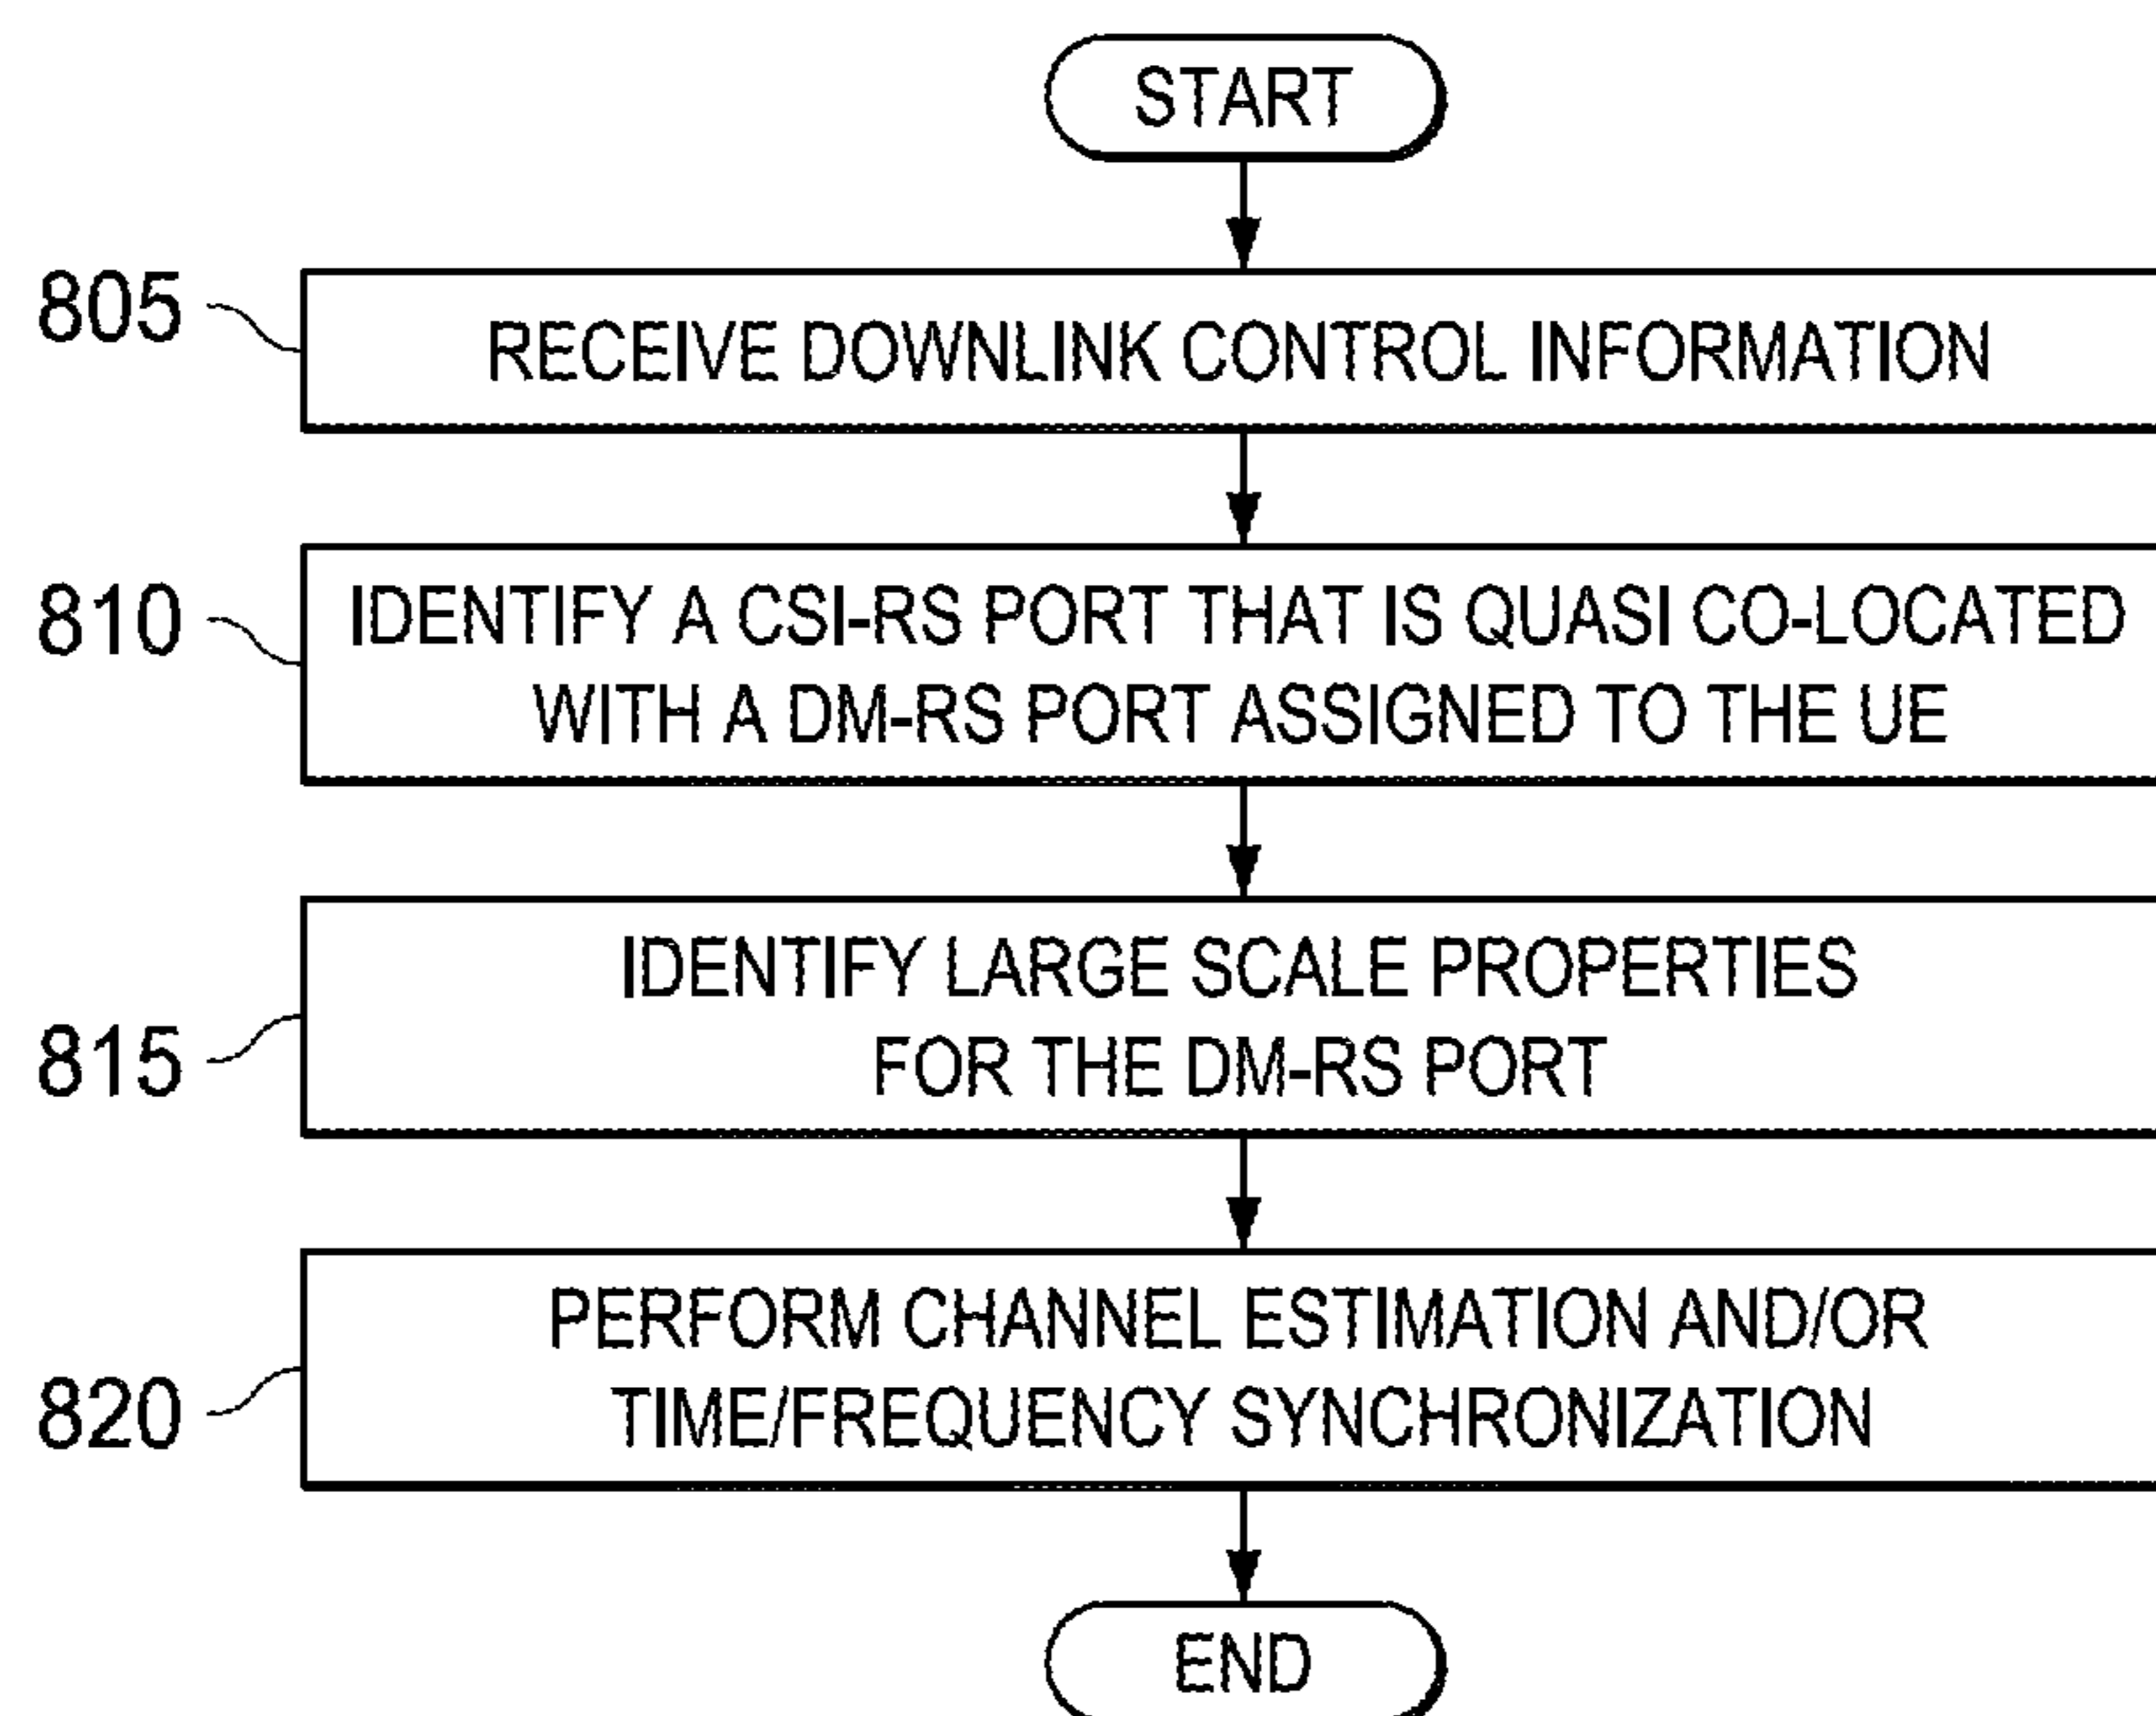 START
805
RECEIVE DOWNLINK CONTROL INFORMATION
810
IDENTIFY A CSI-RS PORT THAT IS QUASI CO-LOCATED
WITH A DM-RS PORT ASSIGNED TO THE UE
815
IDENTIFY LARGE SCALE PROPERTIES
FOR THE DM-RS PORT
820
PERFORM CHANNEL ESTIMATION AND/OR
TIME/FREQUENCY SYNCHRONIZATION
END